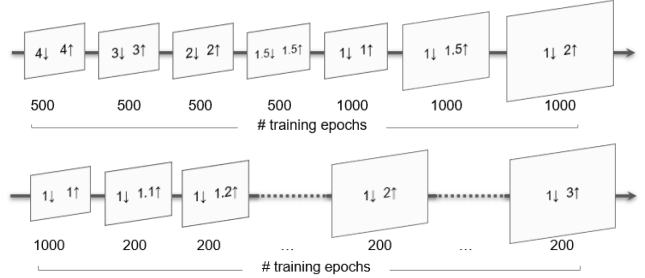 4↓ 4↑ 3↓ 3↑ 2↓ 2↑ 1.5↓ 1.5↑ 1↓ 1↑ 1↓ 1.5↑ 1↓ 2↑
500 500 500 500 1000 1000 1000
# training epochs
1↓ 1↑ 1↓ 1.1↑ 1↓ 1.2↑ 1↓ 2↑ 1↓ 3↑
1000 200 200 ... 200 ... 200
# training epochs